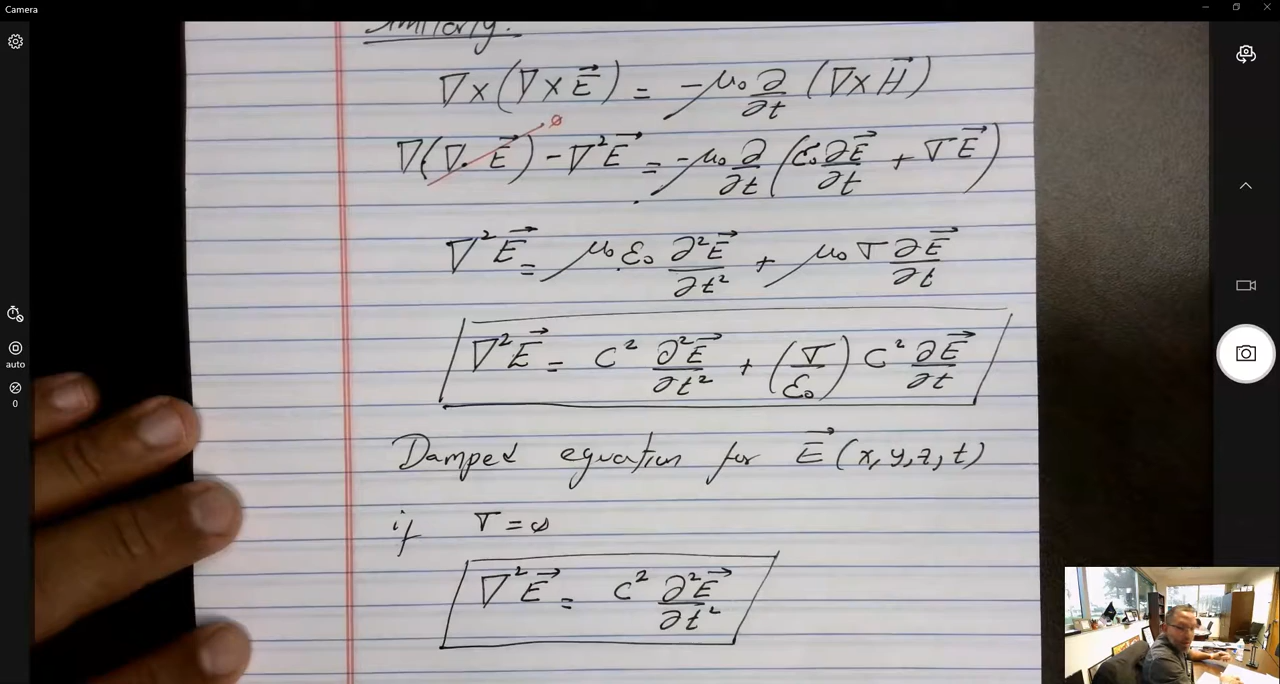 Camera
Similarly:
∇×(∇×E⃗) = -μ₀ ∂/∂t (∇×H⃗)
∇(∇·E⃗) ø - ∇²E⃗ = -μ₀ ∂/∂t (ε₀ ∂E⃗/∂t + σE⃗)
∇²E⃗ = μ₀ε₀ ∂²E⃗/∂t² + μ₀σ ∂E⃗/∂t
∇²E⃗ = C² ∂²E⃗/∂t² + (σ/ε₀) C² ∂E⃗/∂t
Damped equation for E⃗(x,y,z,t)
if σ = ø
∇²E⃗ = C² ∂²E⃗/∂t²
auto
0